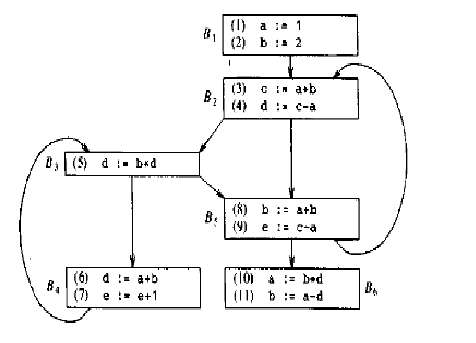 B1
(1) a := 1
(2) b := 2
B2
(3) c := a+b
(4) d := c-a
B3
(5) d := b*d
B5
(8) b := a+b
(9) e := c-a
B4
(6) d := a+b
(7) e := e+1
B6
(10) a := b*d
(11) b := a-d